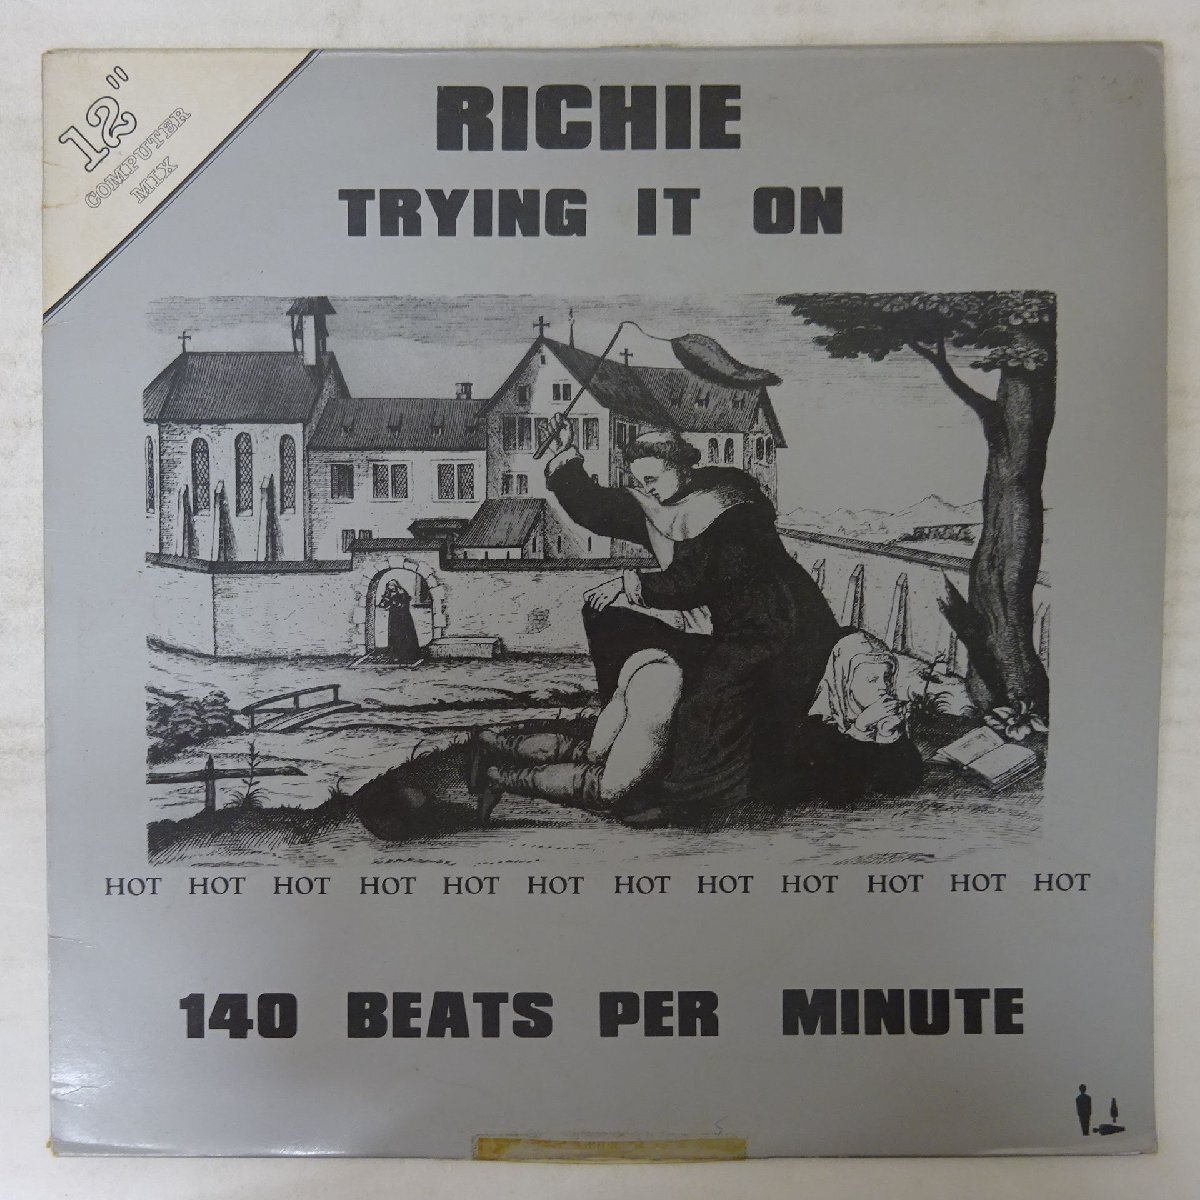 12"
COMPUTER
MIX
RICHIE
TRYING IT ON
HOT HOT HOT HOT HOT HOT HOT HOT HOT HOT HOT HOT
140 BEATS PER MINUTE